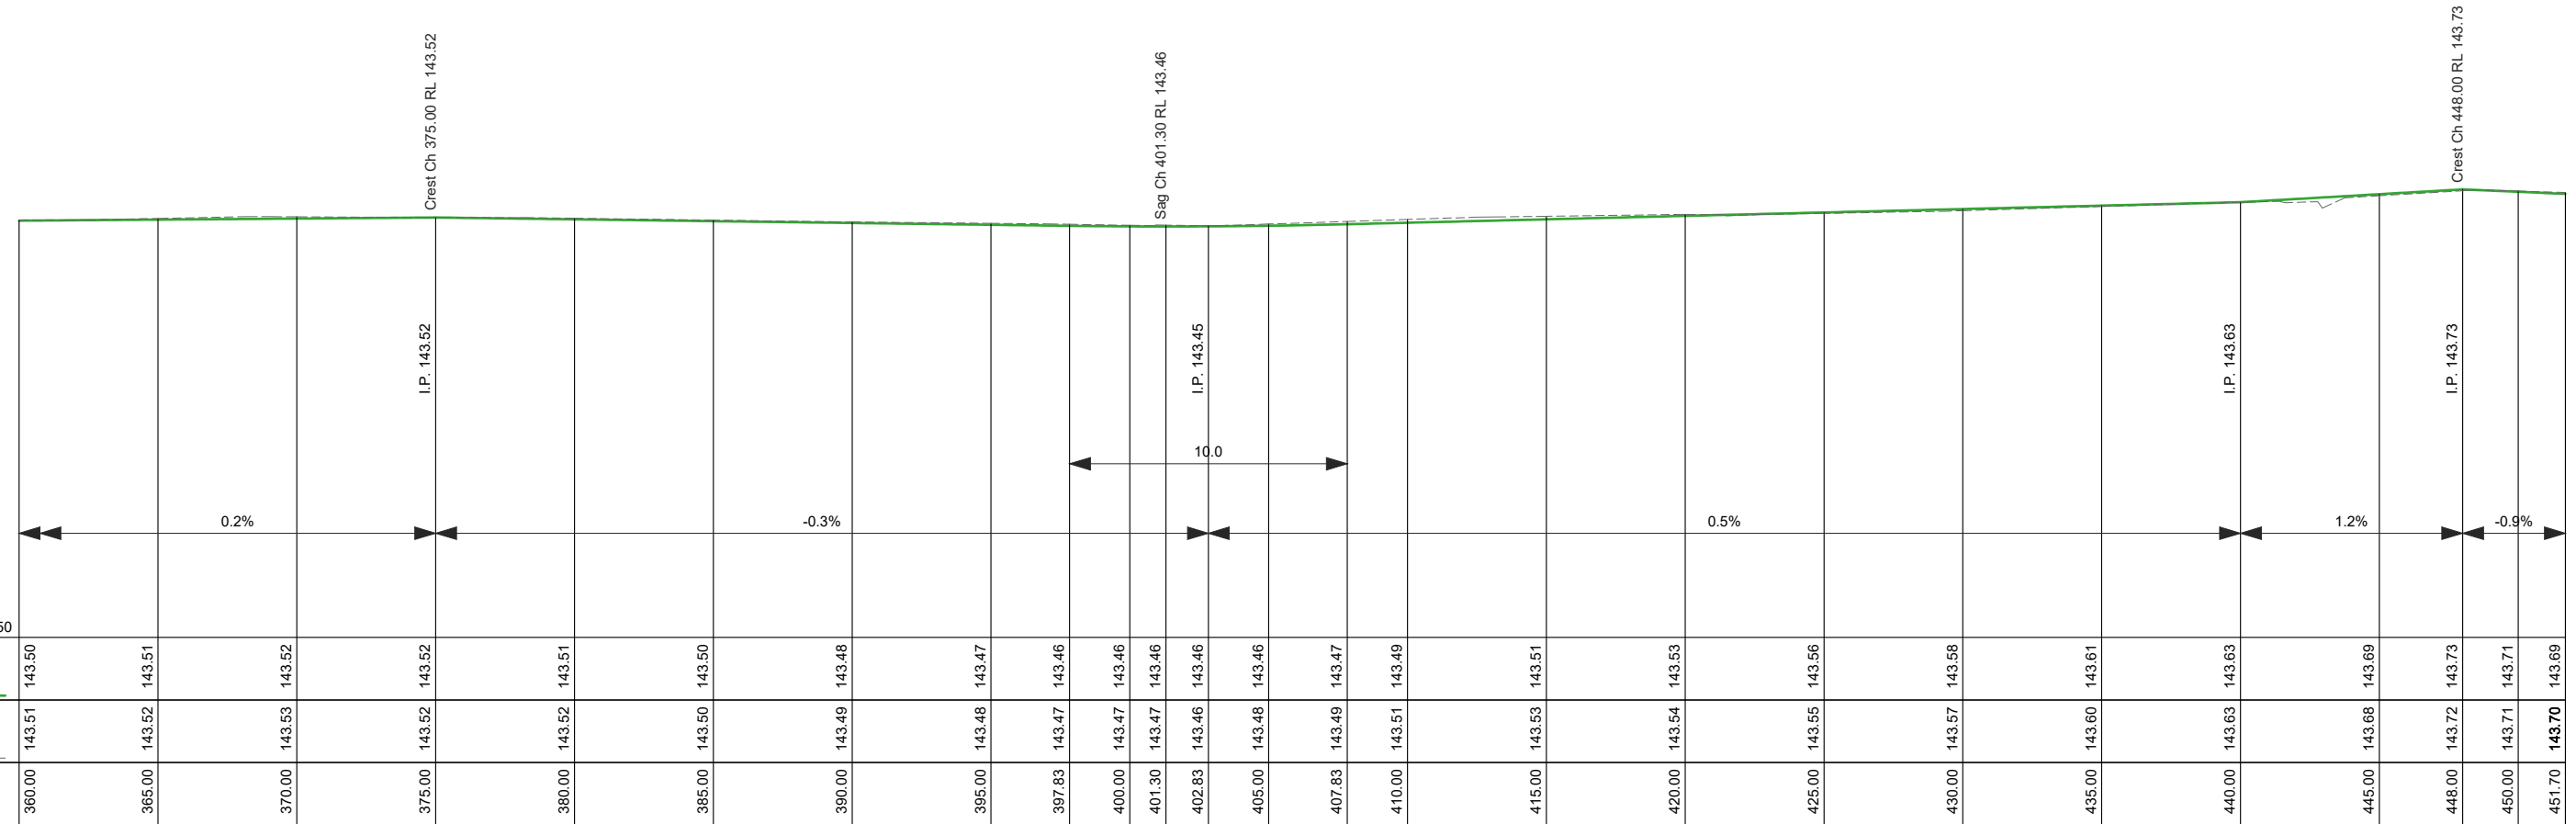 Crest Ch 375.00 RL 143.52
Sag Ch 401.30 RL 143.46
Crest Ch 448.00 RL 143.73
I.P. 143.52
I.P. 143.45
I.P. 143.63
I.P. 143.73
10.0
0.2% -0.3% 0.5% 1.2% -0.9%
143.50 143.51 143.52 143.52 143.51 143.50 143.48 143.47 143.46 143.46 143.46 143.46 143.46 143.47 143.49 143.51 143.53 143.56 143.58 143.61 143.63 143.69 143.73 143.71 143.69
143.51 143.52 143.53 143.52 143.52 143.50 143.49 143.48 143.47 143.47 143.47 143.46 143.48 143.49 143.51 143.53 143.54 143.55 143.57 143.60 143.63 143.68 143.72 143.71 143.70
360.00 365.00 370.00 375.00 380.00 385.00 390.00 395.00 397.83 400.00 401.30 402.83 405.00 407.83 410.00 415.00 420.00 425.00 430.00 435.00 440.00 445.00 448.00 450.00 451.70